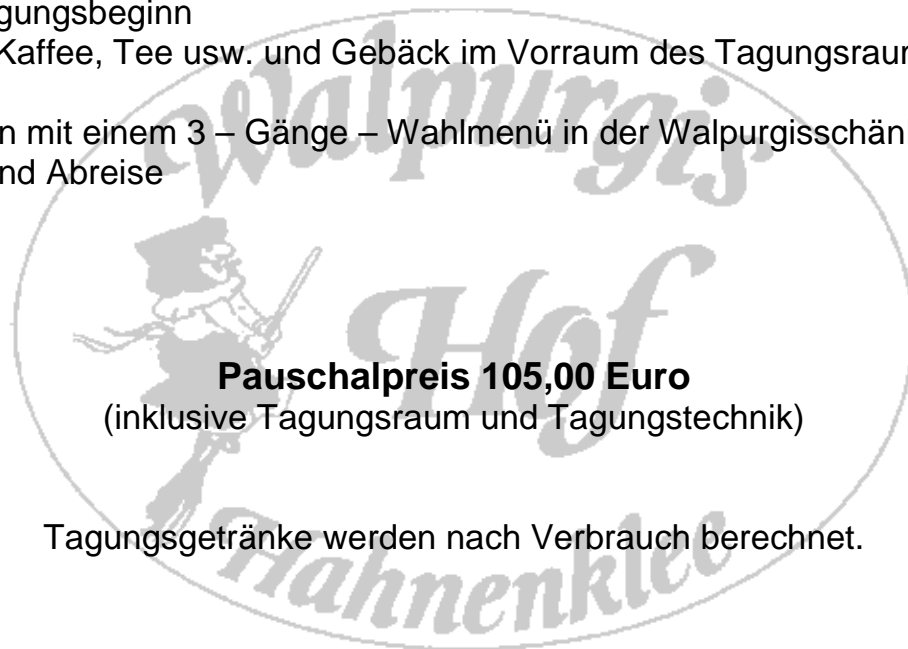 gungsbeginn
Kaffee, Tee usw. und Gebäck im Vorraum des Tagungsraum
n mit einem 3 – Gänge – Wahlmenü in der Walpurgisschän
nd Abreise
Walpurgis
Hof
Pauschalpreis 105,00 Euro
(inklusive Tagungsraum und Tagungstechnik)
Tagungsgetränke werden nach Verbrauch berechnet.
Hahnenklee